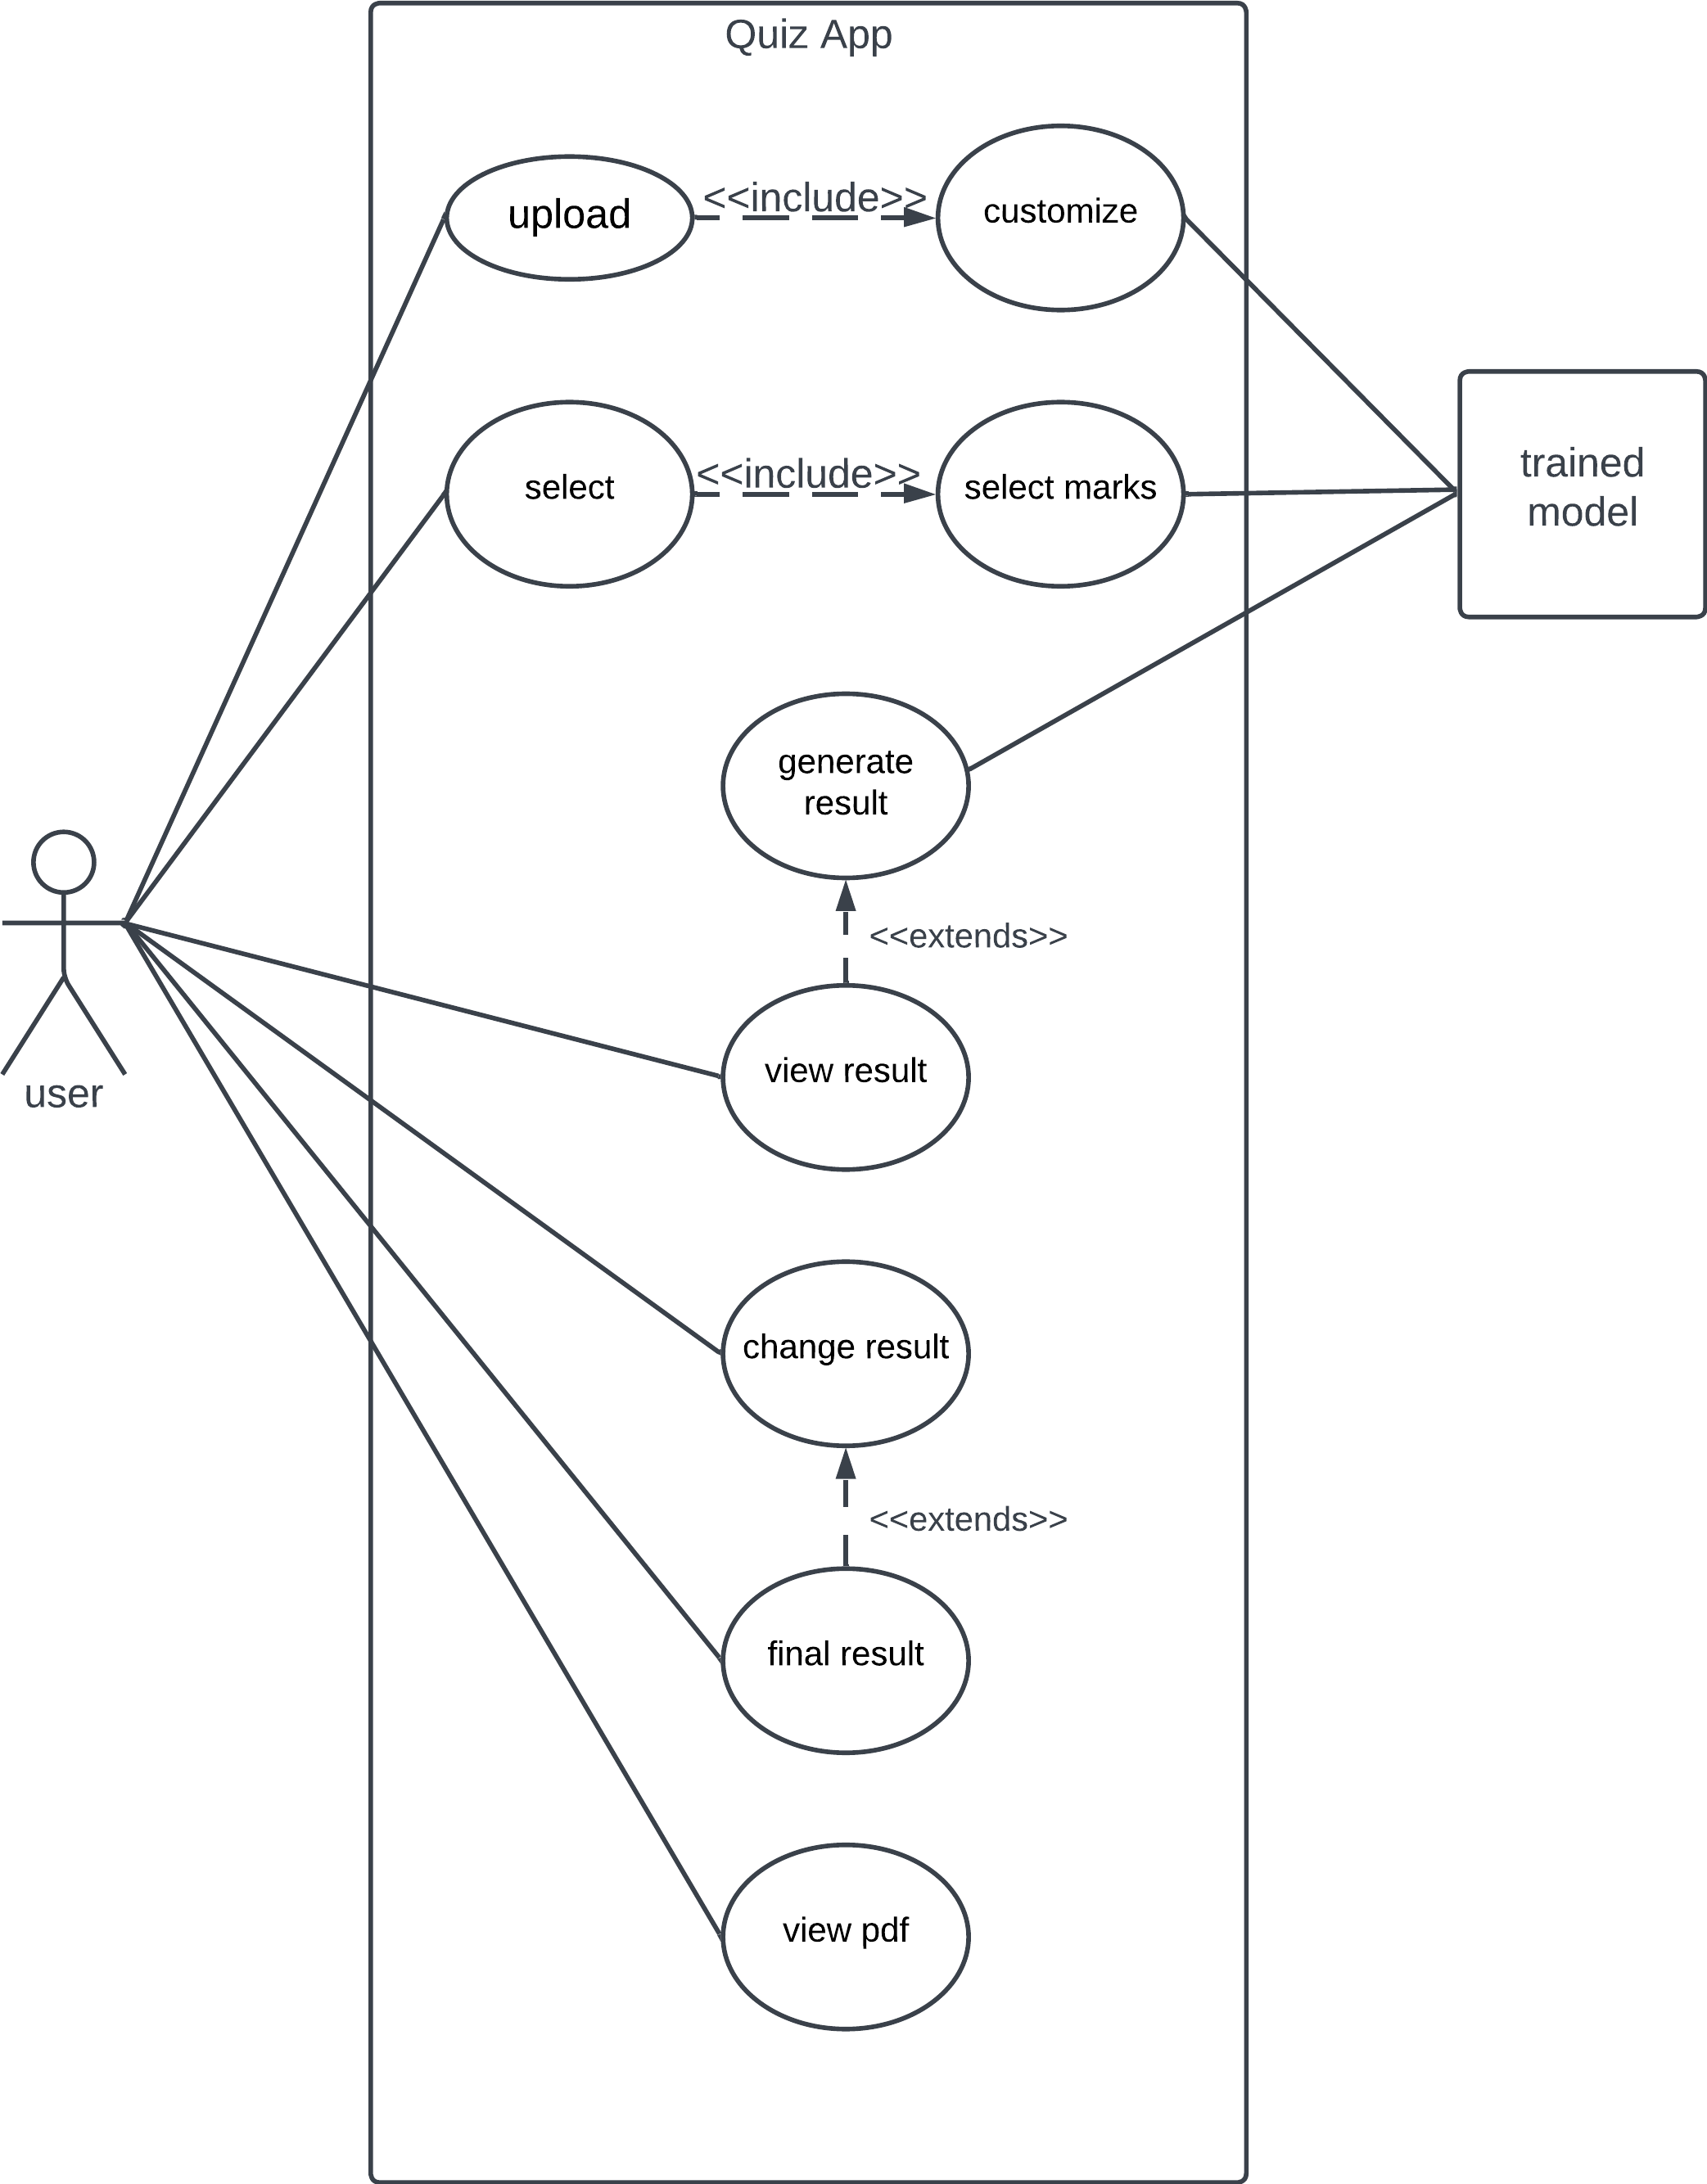 Quiz App
upload
<<include>>
customize
select
<<include>>
select marks
trained
model
generate
result
<<extends>>
view result
user
change result
<<extends>>
final result
view pdf